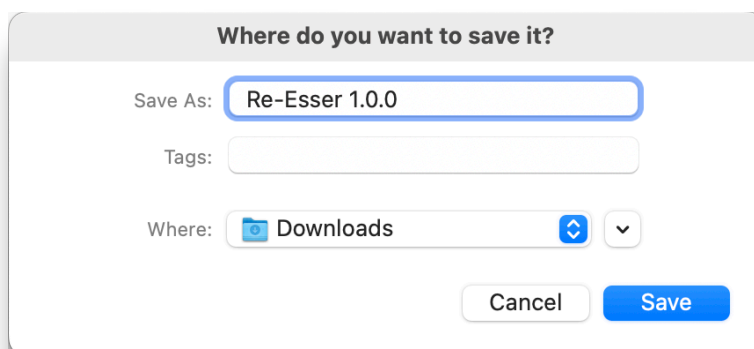 Where do you want to save it?
Save As: Re-Esser 1.0.0
Tags:
Where: Downloads
Cancel Save